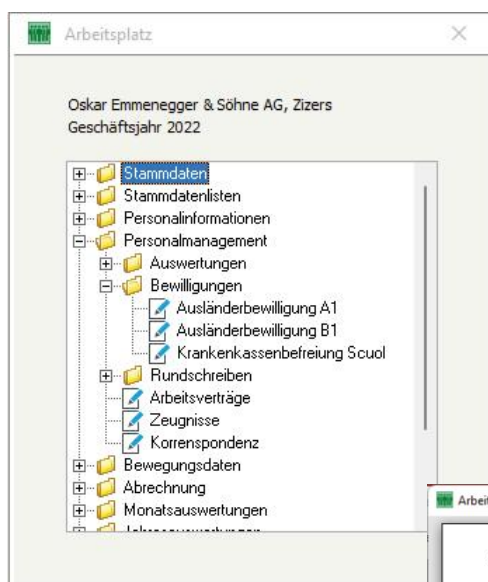 Arbeitsplatz
Oskar Emmenegger & Söhne AG, Zizers
Geschäftsjahr 2022
Stammdaten
Stammdatenlisten
Personalinformationen
Personalmanagement
Auswertungen
Bewilligungen
Ausländerbewilligung A1
Ausländerbewilligung B1
Krankenkassenbefreiung Scuol
Rundschreiben
Arbeitsverträge
Zeugnisse
Korrenspondenz
Bewegungsdaten
Abrechnung
Monatsauswertungen